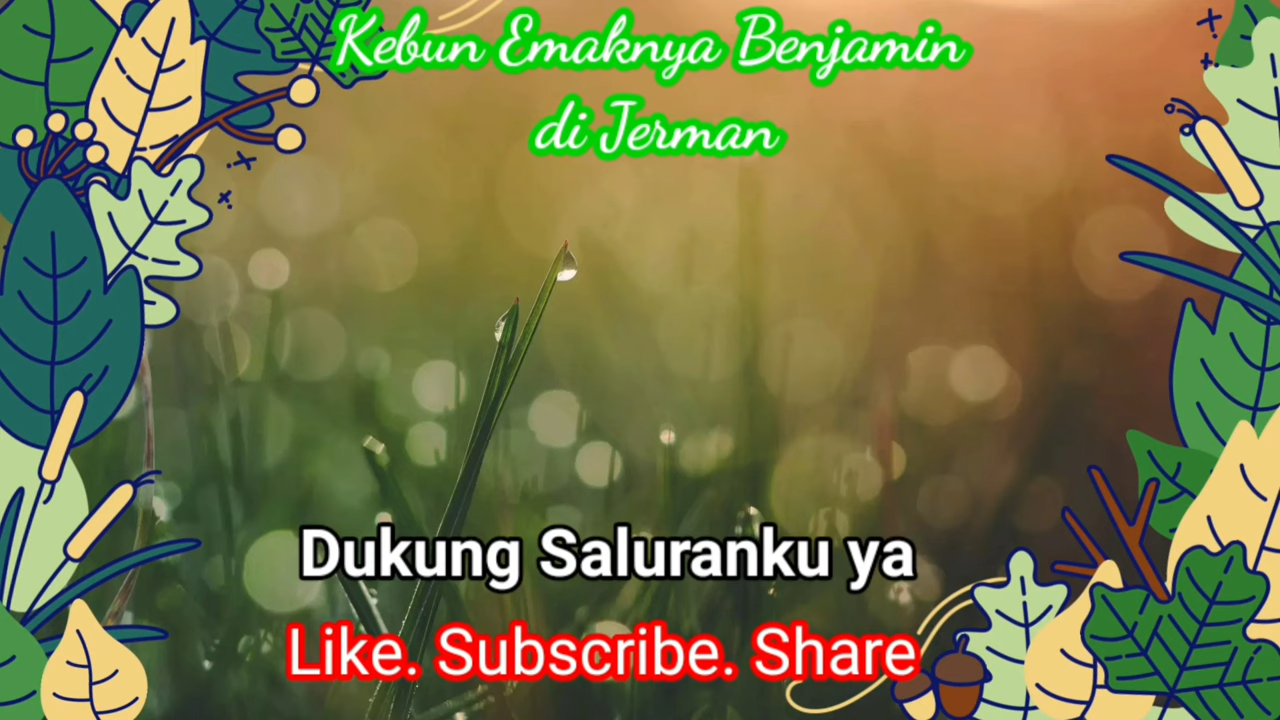 Kebun Emaknya Benjamin
di Jerman
Dukung Saluranku ya
Like. Subscribe. Share